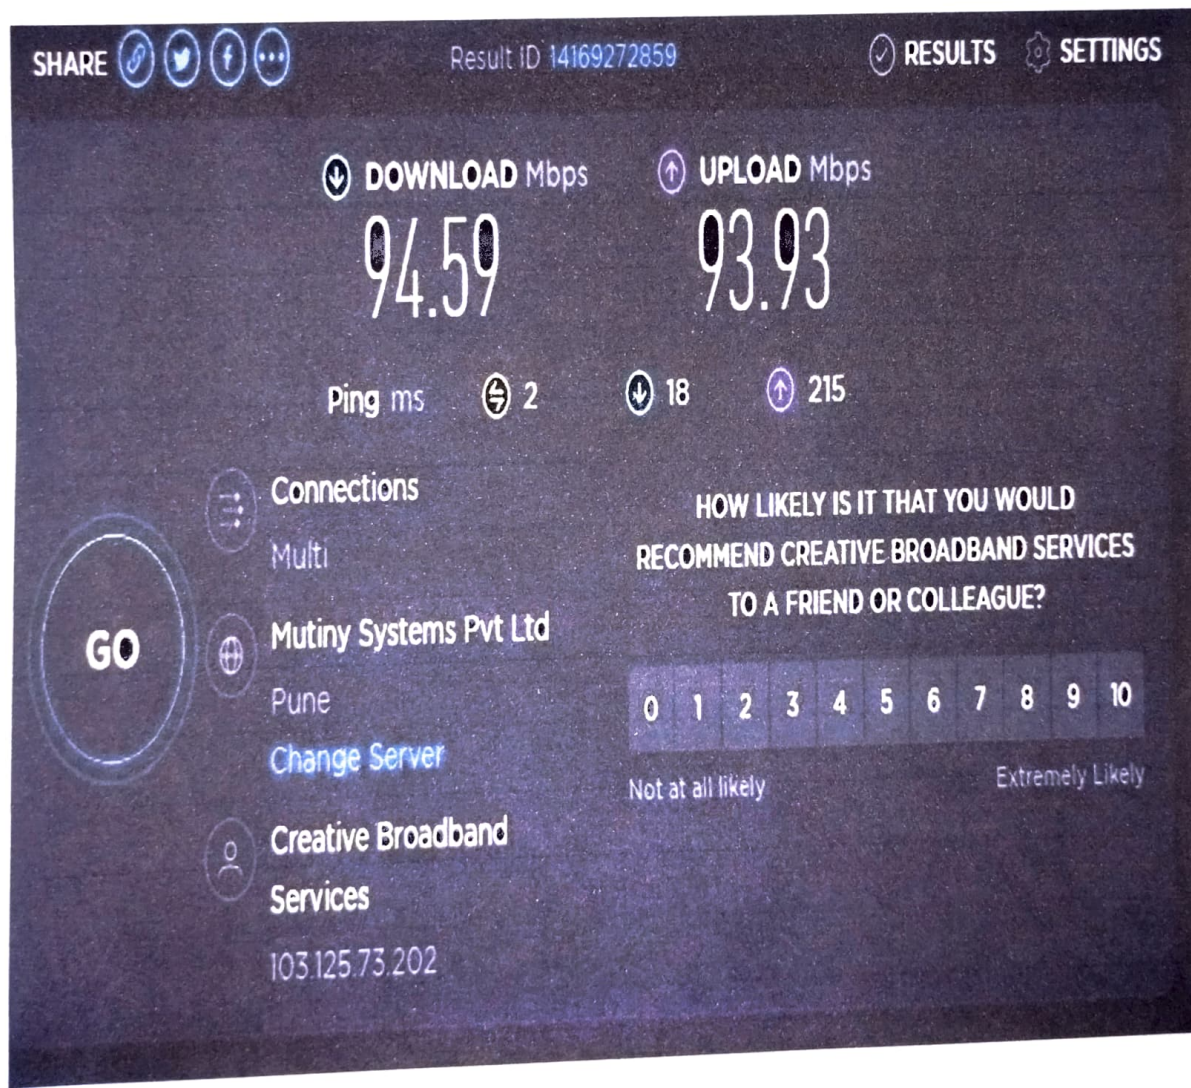 SHARE
Result ID 14169272859
RESULTS
SETTINGS
DOWNLOAD Mbps
94.59
UPLOAD Mbps
93.93
Ping ms 2 18 215
Connections
Multi
GO
Mutiny Systems Pvt Ltd
Pune
Change Server
Creative Broadband
Services
103.125.73.202
HOW LIKELY IS IT THAT YOU WOULD
RECOMMEND CREATIVE BROADBAND SERVICES
TO A FRIEND OR COLLEAGUE?
0 1 2 3 4 5 6 7 8 9 10
Not at all likely
Extremely Likely